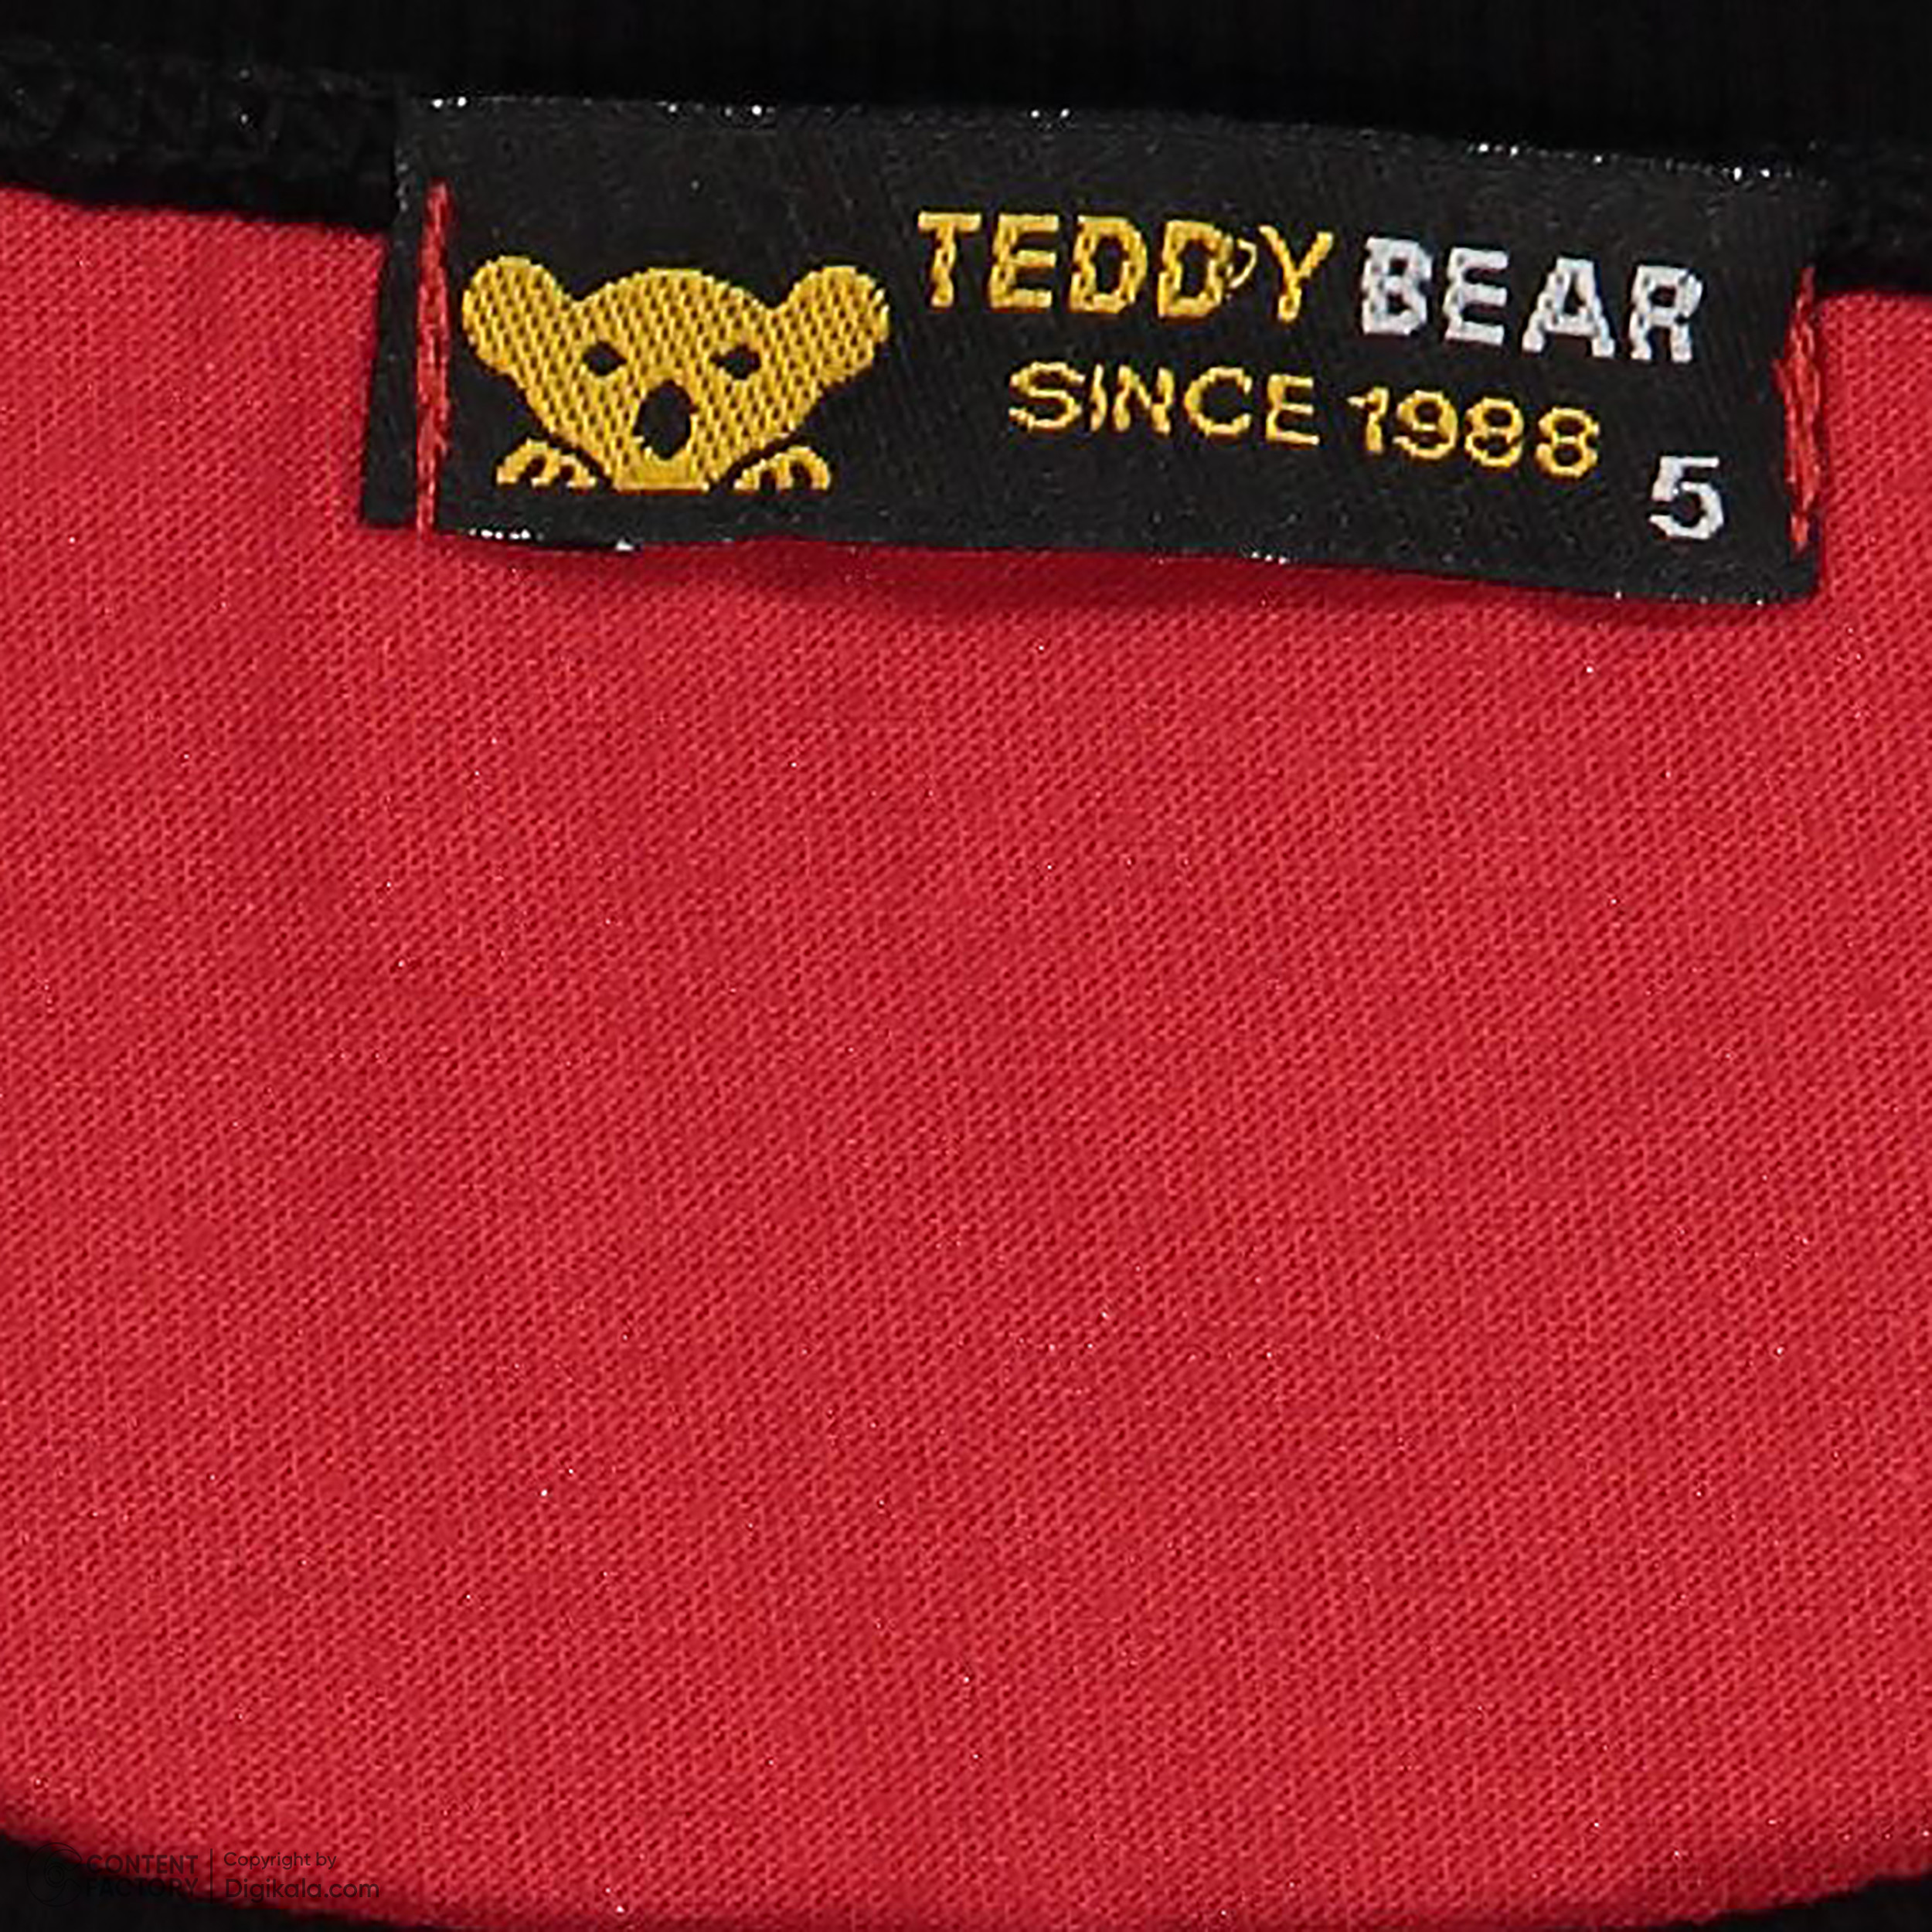 TEDDY BEAR
SINCE 1988
5
CONTENT FACTORY
Copyright by
Digikala.com